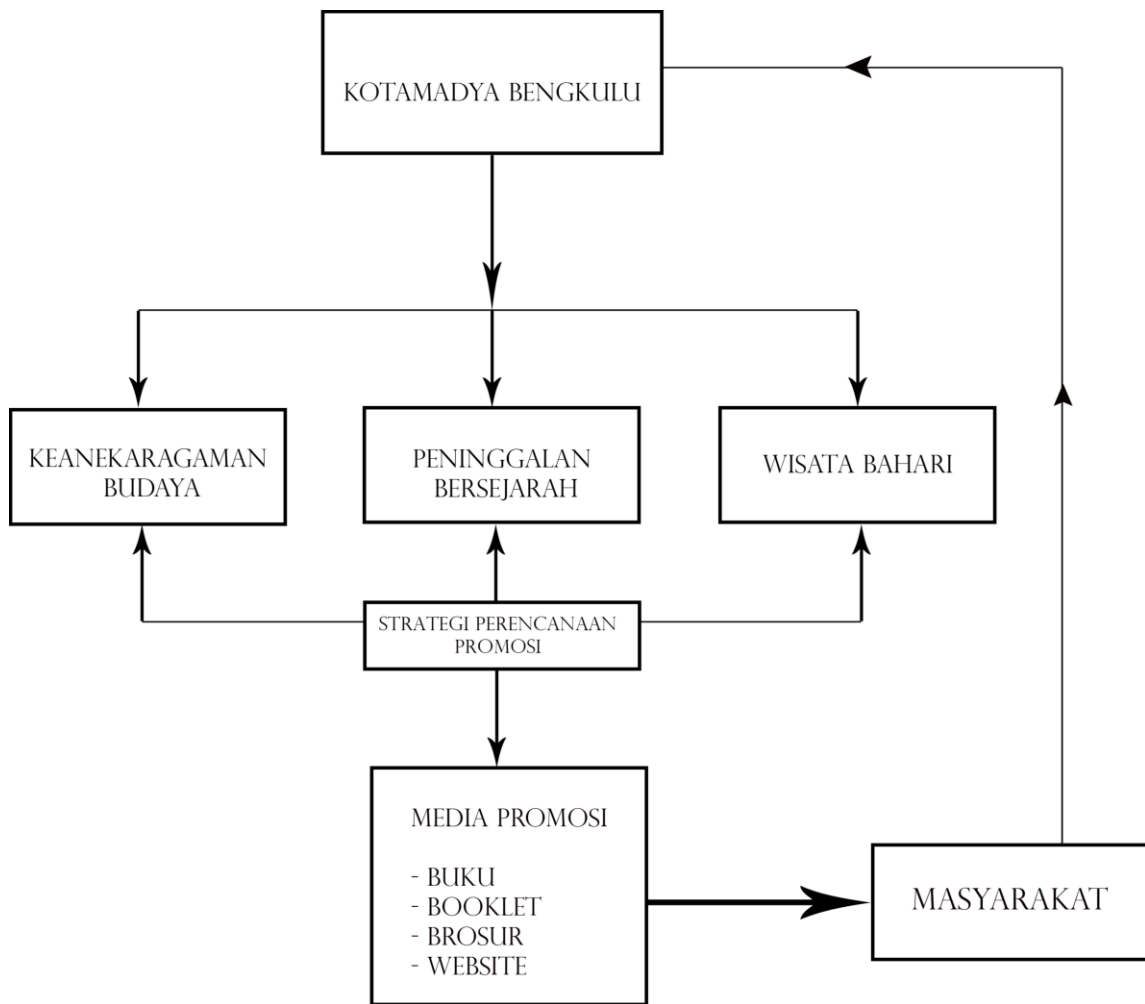 KOTAMADYA BENGKULU
KEANEKARAGAMAN
BUDAYA
PENINGGALAN
BERSEJARAH
WISATA BAHARI
STRATEGI PERENCANAAN
PROMOSI
MEDIA PROMOSI
- BUKU
- BOOKLET
- BROSUR
- WEBSITE
MASYARAKAT